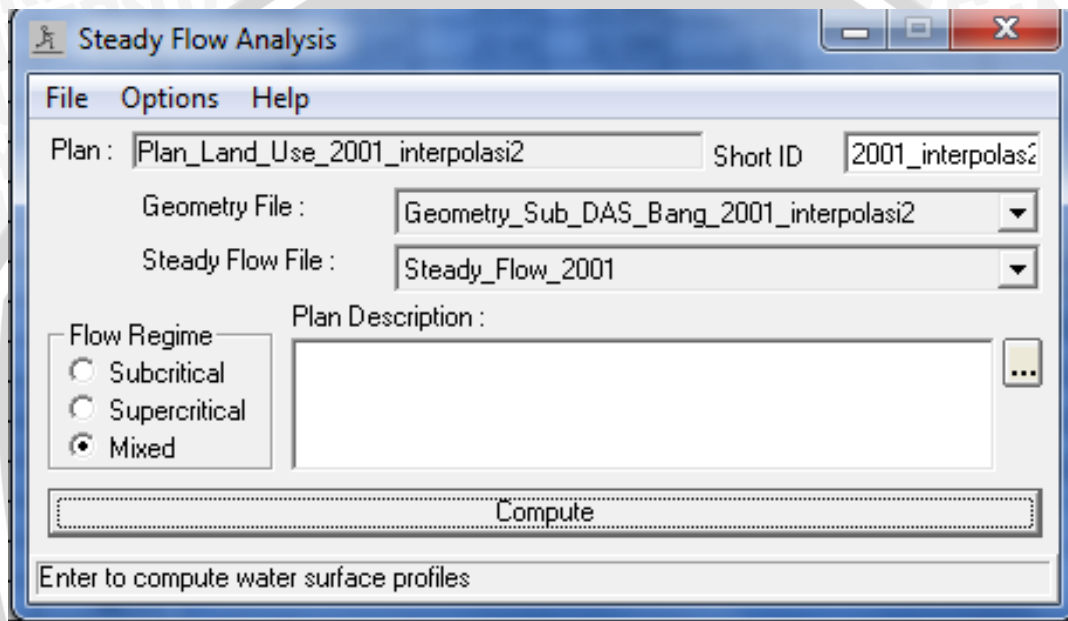 Steady Flow Analysis
File Options Help
Plan : Plan_Land_Use_2001_interpolasi2 Short ID 2001_interpolas2
Geometry File : Geometry_Sub_DAS_Bang_2001_interpolasi2
Steady Flow File : Steady_Flow_2001
Plan Description :
Flow Regime
Subcritical
Supercritical
Mixed
...
Compute
Enter to compute water surface profiles